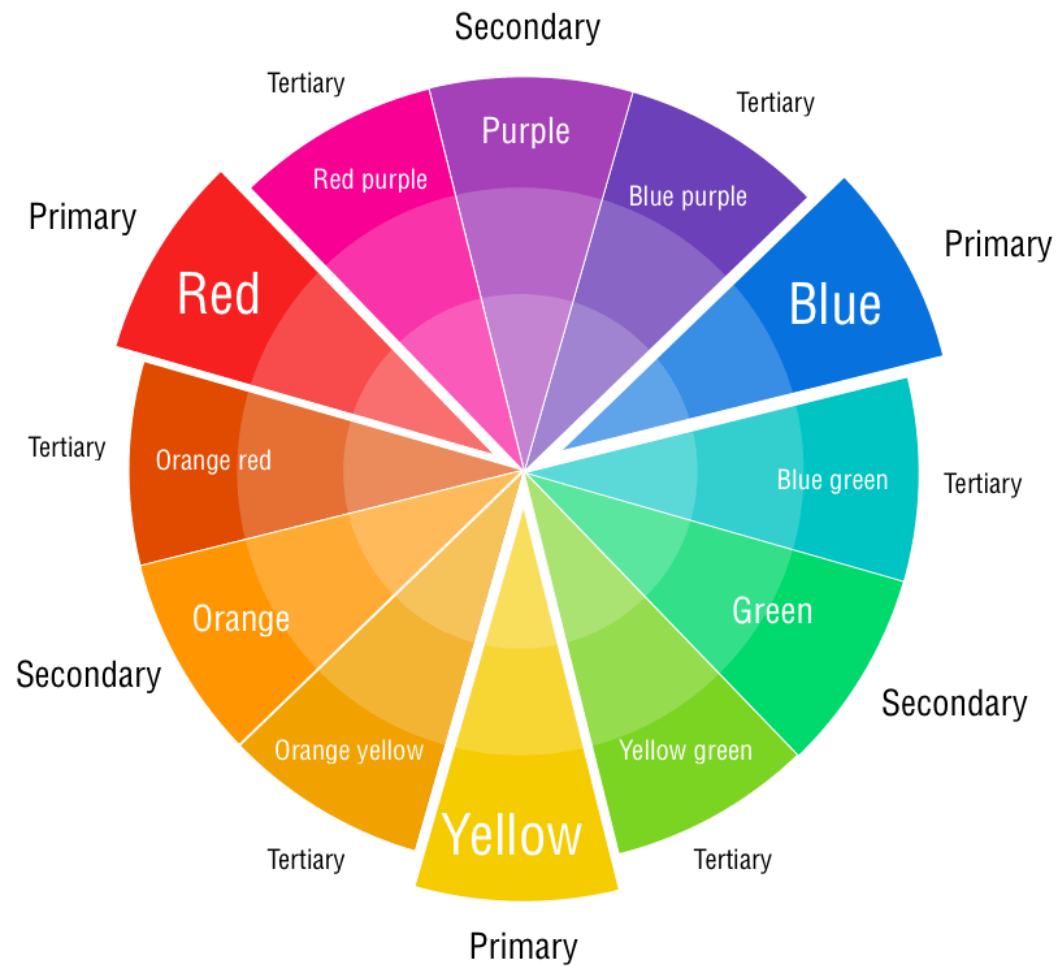 Secondary
Tertiary
Tertiary
Purple
Red purple
Blue purple
Primary
Primary
Red
Blue
Tertiary
Orange red
Blue green
Tertiary
Orange
Green
Secondary
Secondary
Orange yellow
Yellow green
Yellow
Tertiary
Tertiary
Primary